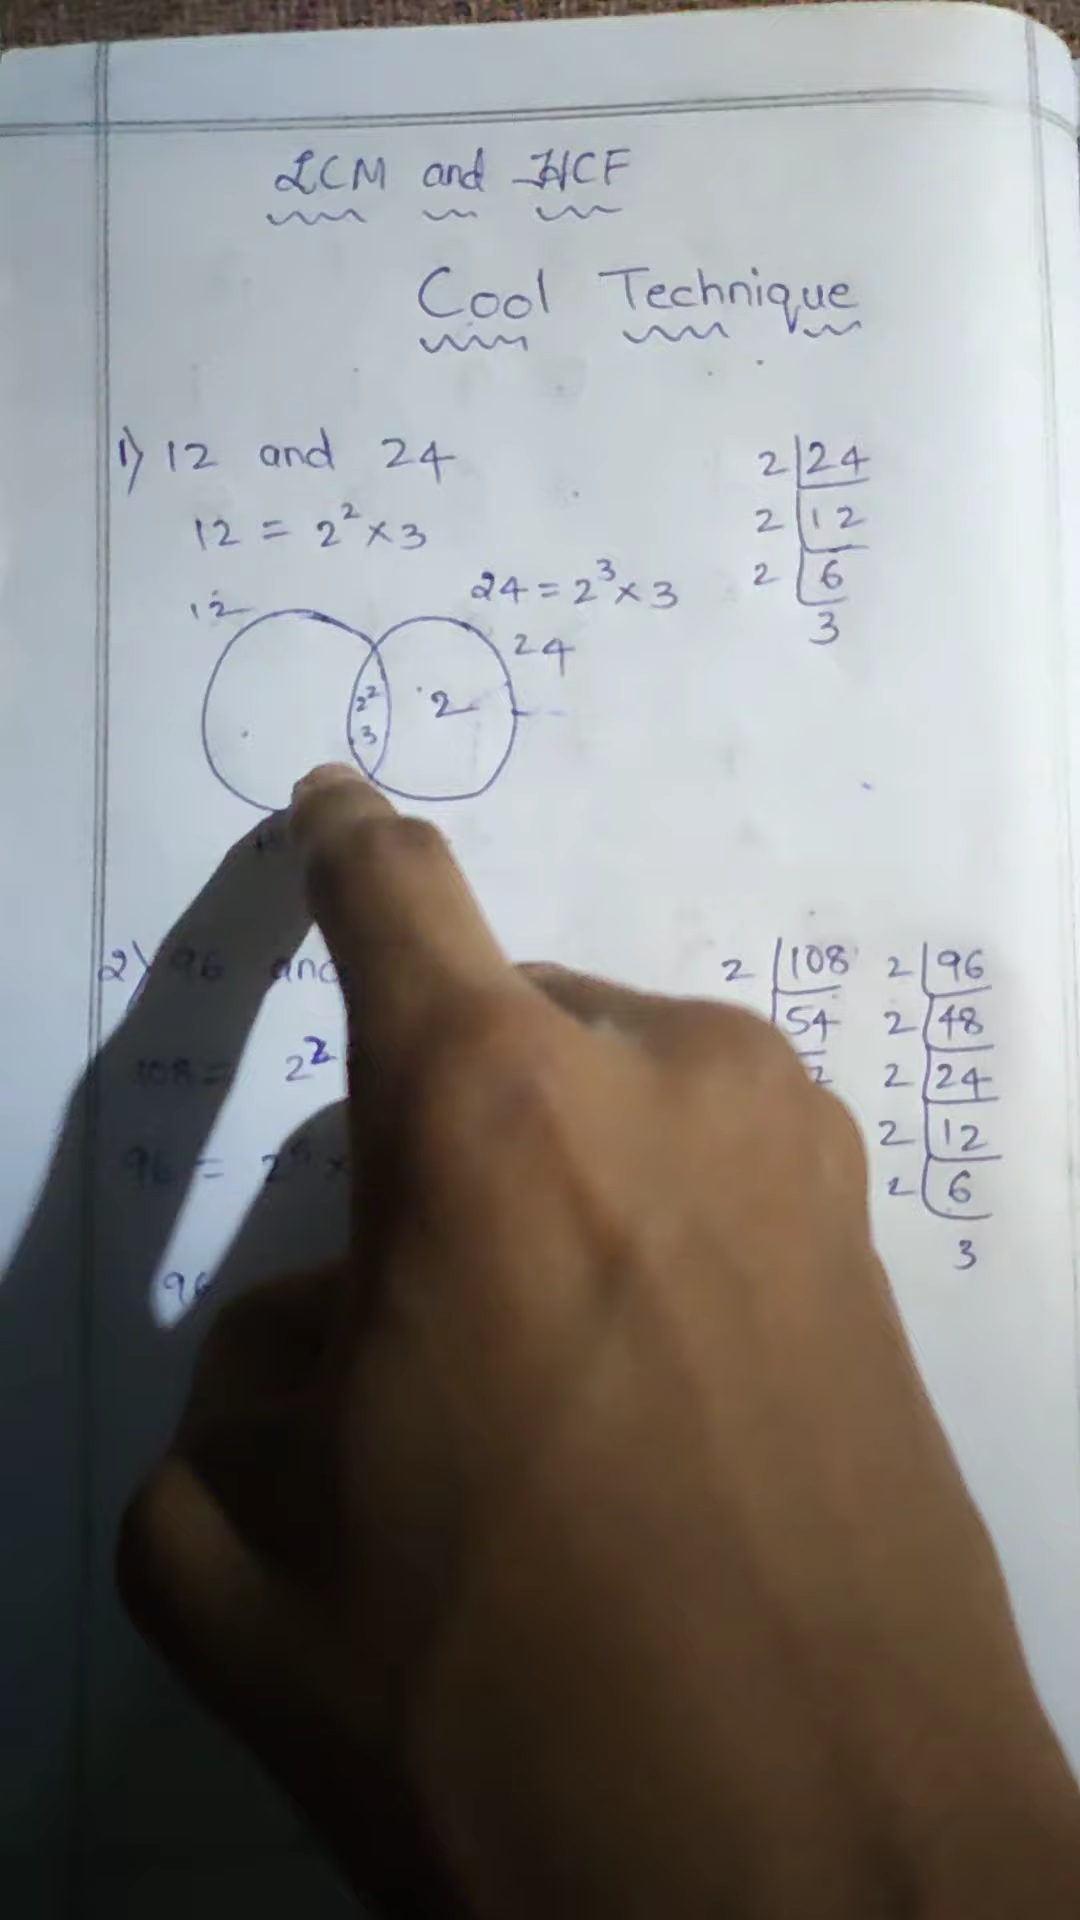 LCM and HCF
Cool Technique
1) 12 and 24
12 = 2² × 3
24 = 2³ × 3
12
24
2²
3
2
2 | 24
2 | 12
2 | 6
3
2) 96 and
108 =
2²
96 = 2⁵ ×
96
2 | 108
54
2 | 96
2 | 48
2 | 24
2 | 12
2 | 6
3